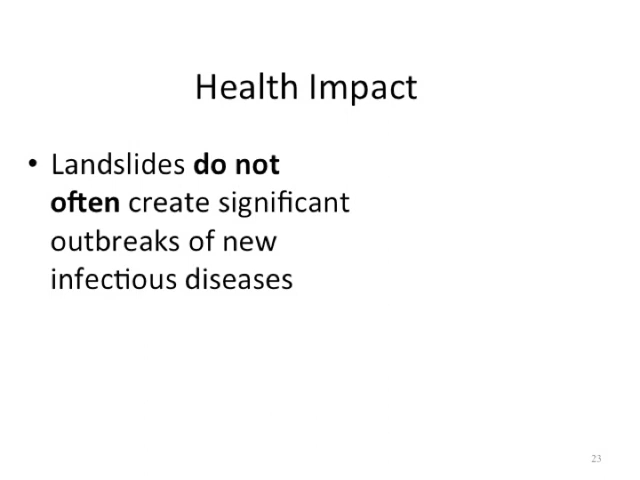 Health Impact
• Landslides do not
often create significant
outbreaks of new
infectious diseases
23